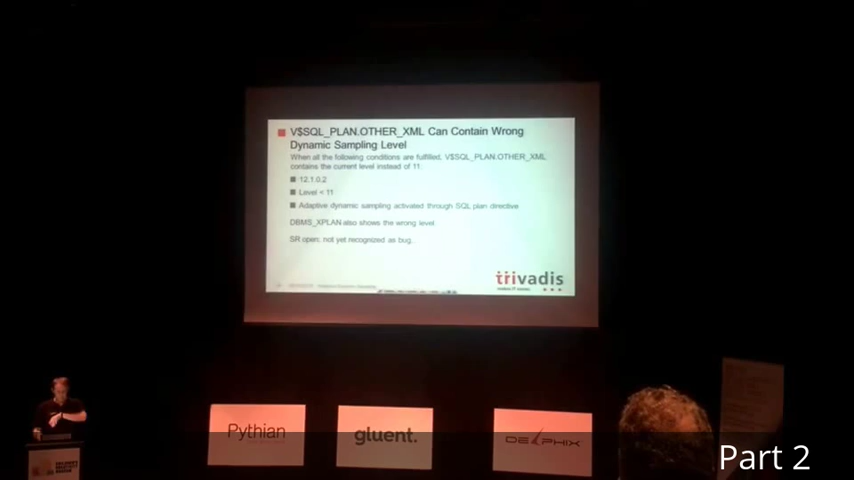 V$SQL_PLAN.OTHER_XML Can Contain Wrong
Dynamic Sampling Level
When all the following conditions are fulfilled, V$SQL_PLAN.OTHER_XML
contains the current level instead of 11:
12.1.0.2
Level < 11
Adaptive dynamic sampling activated through SQL plan directive
DBMS_XPLAN also shows the wrong level
SR open; not yet recognized as bug...
trivadis
Pythian
gluent.
DELPHIX
Part 2